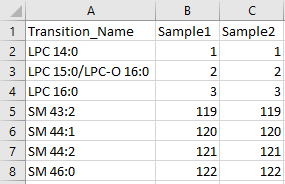 A B C
1 Transition_Name Sample1 Sample2
2 LPC 14:0 1 1
3 LPC 15:0/LPC-O 16:0 2 2
4 LPC 16:0 3 3
5 SM 43:2 119 119
6 SM 44:1 120 120
7 SM 44:2 121 121
8 SM 46:0 122 122